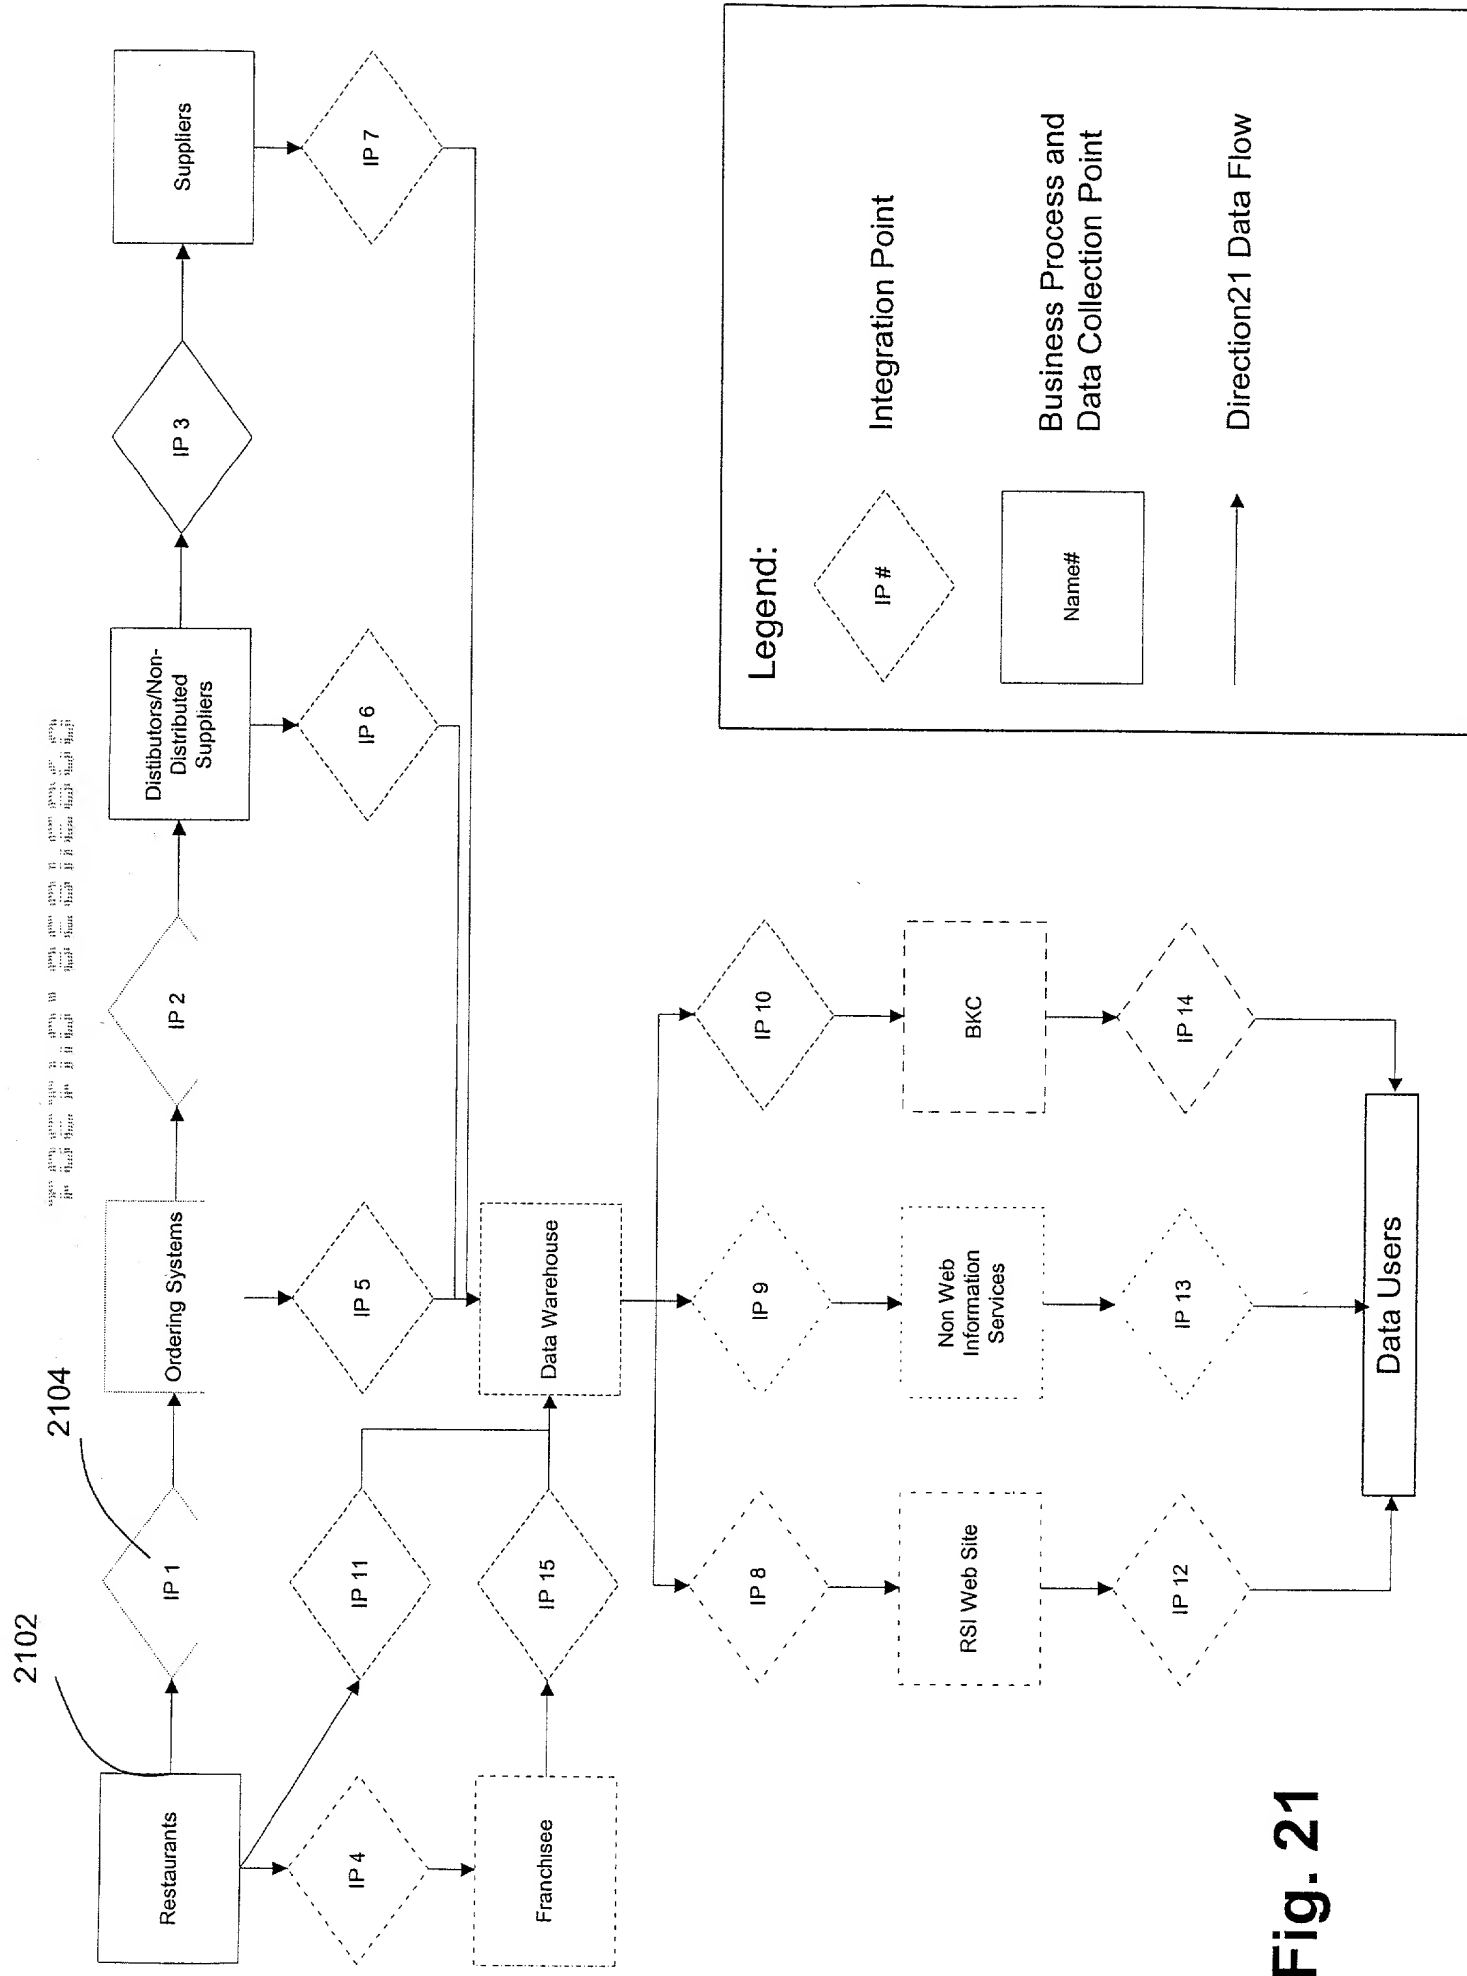 2102
2104
Restaurants
IP 1
Ordering Systems
IP 2
Distibutors/Non-
Distributed
Suppliers
IP 3
Suppliers
IP 4
IP 11
IP 5
IP 6
IP 7
Franchisee
IP 15
Data Warehouse
IP 8
IP 9
IP 10
RSI Web Site
Non Web
Information
Services
BKC
IP 12
IP 13
IP 14
Data Users
Legend:
IP #
Integration Point
Name#
Business Process and
Data Collection Point
Direction21 Data Flow
Fig. 21